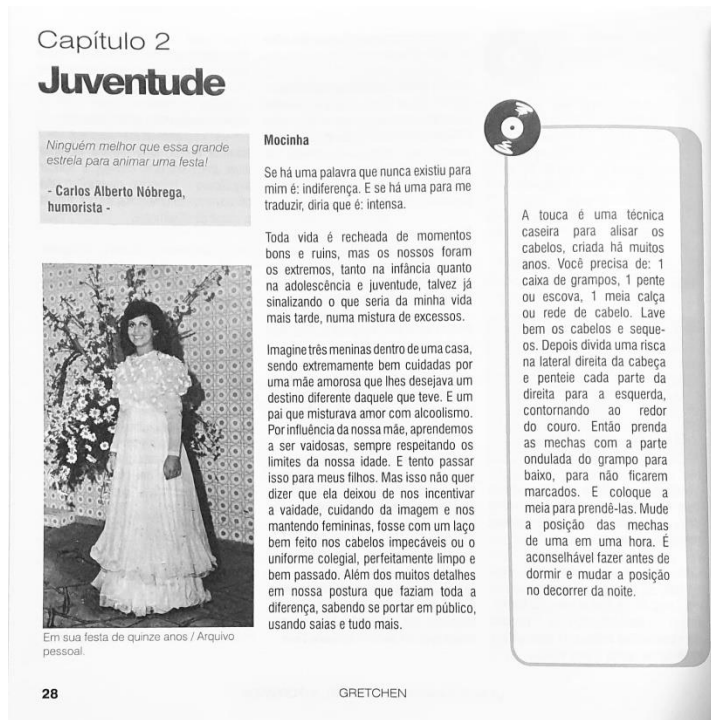 Capítulo 2
Juventude
Ninguém melhor que essa grande
estrela para animar uma festa!
- Carlos Alberto Nóbrega,
humorista -
Em sua festa de quinze anos / Arquivo
pessoal.
Mocinha
Se há uma palavra que nunca existiu para
mim é: indiferença. E se há uma para me
traduzir, diria que é: intensa.
Toda vida é recheada de momentos
bons e ruins, mas os nossos foram
os extremos, tanto na infância quanto
na adolescência e juventude, talvez já
sinalizando o que seria da minha vida
mais tarde, numa mistura de excessos.
Imagine três meninas dentro de uma casa,
sendo extremamente bem cuidadas por
uma mãe amorosa que lhes desejava um
destino diferente daquele que teve. E um
pai que misturava amor com alcoolismo.
Por influência da nossa mãe, aprendemos
a ser vaidosas, sempre respeitando os
limites da nossa idade. E tento passar
isso para meus filhos. Mas isso não quer
dizer que ela deixou de nos incentivar
a vaidade, cuidando da imagem e nos
mantendo femininas, fosse com um laço
bem feito nos cabelos impecáveis ou o
uniforme colegial, perfeitamente limpo e
bem passado. Além dos muitos detalhes
em nossa postura que faziam toda a
diferença, sabendo se portar em público,
usando saias e tudo mais.
A touca é uma técnica
caseira para alisar os
cabelos, criada há muitos
anos. Você precisa de: 1
caixa de grampos, 1 pente
ou escova, 1 meia calça
ou rede de cabelo. Lave
bem os cabelos e seque-
os. Depois divida uma risca
na lateral direita da cabeça
e penteie cada parte da
direita para a esquerda,
contornando ao redor
do couro. Então prenda
as mechas com a parte
ondulada do grampo para
baixo, para não ficarem
marcados. E coloque a
meia para prendê-las. Mude
a posição das mechas
de uma em uma hora. É
aconselhável fazer antes de
dormir e mudar a posição
no decorrer da noite.
28
GRETCHEN